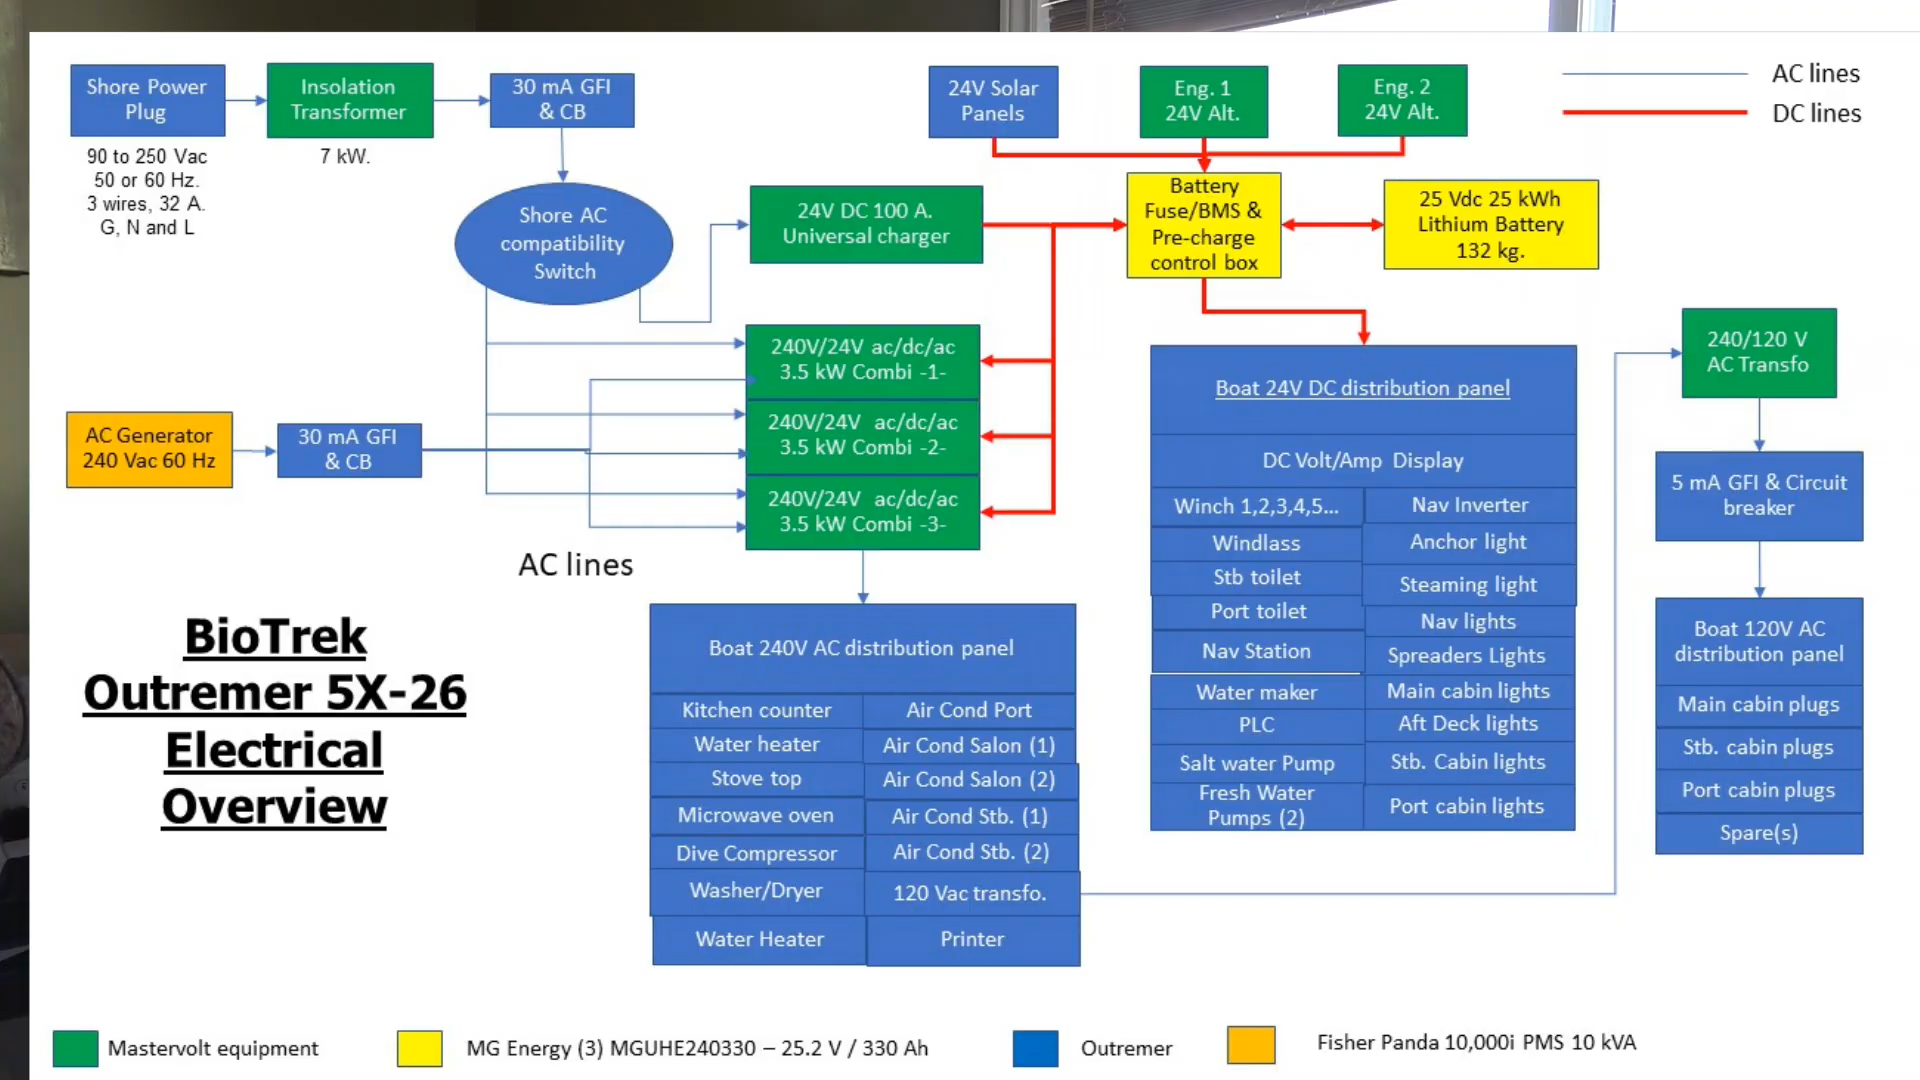 Shore Power
Plug
90 to 250 Vac
50 or 60 Hz.
3 wires, 32 A.
G, N and L
Insolation
Transformer
7 kW.
30 mA GFI
& CB
Shore AC
compatibility
Switch
24V Solar
Panels
Eng. 1
24V Alt.
Eng. 2
24V Alt.
AC lines
DC lines
24V DC 100 A.
Universal charger
Battery
Fuse/BMS &
Pre-charge
control box
25 Vdc 25 kWh
Lithium Battery
132 kg.
AC Generator
240 Vac 60 Hz
30 mA GFI
& CB
240V/24V ac/dc/ac
3.5 kW Combi -1-
240V/24V ac/dc/ac
3.5 kW Combi -2-
240V/24V ac/dc/ac
3.5 kW Combi -3-
AC lines
BioTrek
Outremer 5X-26
Electrical
Overview
Boat 240V AC distribution panel
Kitchen counter
Air Cond Port
Water heater
Air Cond Salon (1)
Stove top
Air Cond Salon (2)
Microwave oven
Air Cond Stb. (1)
Dive Compressor
Air Cond Stb. (2)
Washer/Dryer
120 Vac transfo.
Water Heater
Printer
Boat 24V DC distribution panel
DC Volt/Amp Display
Winch 1,2,3,4,5...
Nav Inverter
Windlass
Anchor light
Stb toilet
Steaming light
Port toilet
Nav lights
Nav Station
Spreaders Lights
Water maker
Main cabin lights
PLC
Aft Deck lights
Salt water Pump
Stb. Cabin lights
Fresh Water
Pumps (2)
Port cabin lights
240/120 V
AC Transfo
5 mA GFI & Circuit
breaker
Boat 120V AC
distribution panel
Main cabin plugs
Stb. cabin plugs
Port cabin plugs
Spare(s)
Mastervolt equipment
MG Energy (3) MGUHE240330 – 25.2 V / 330 Ah
Outremer
Fisher Panda 10,000i PMS 10 kVA